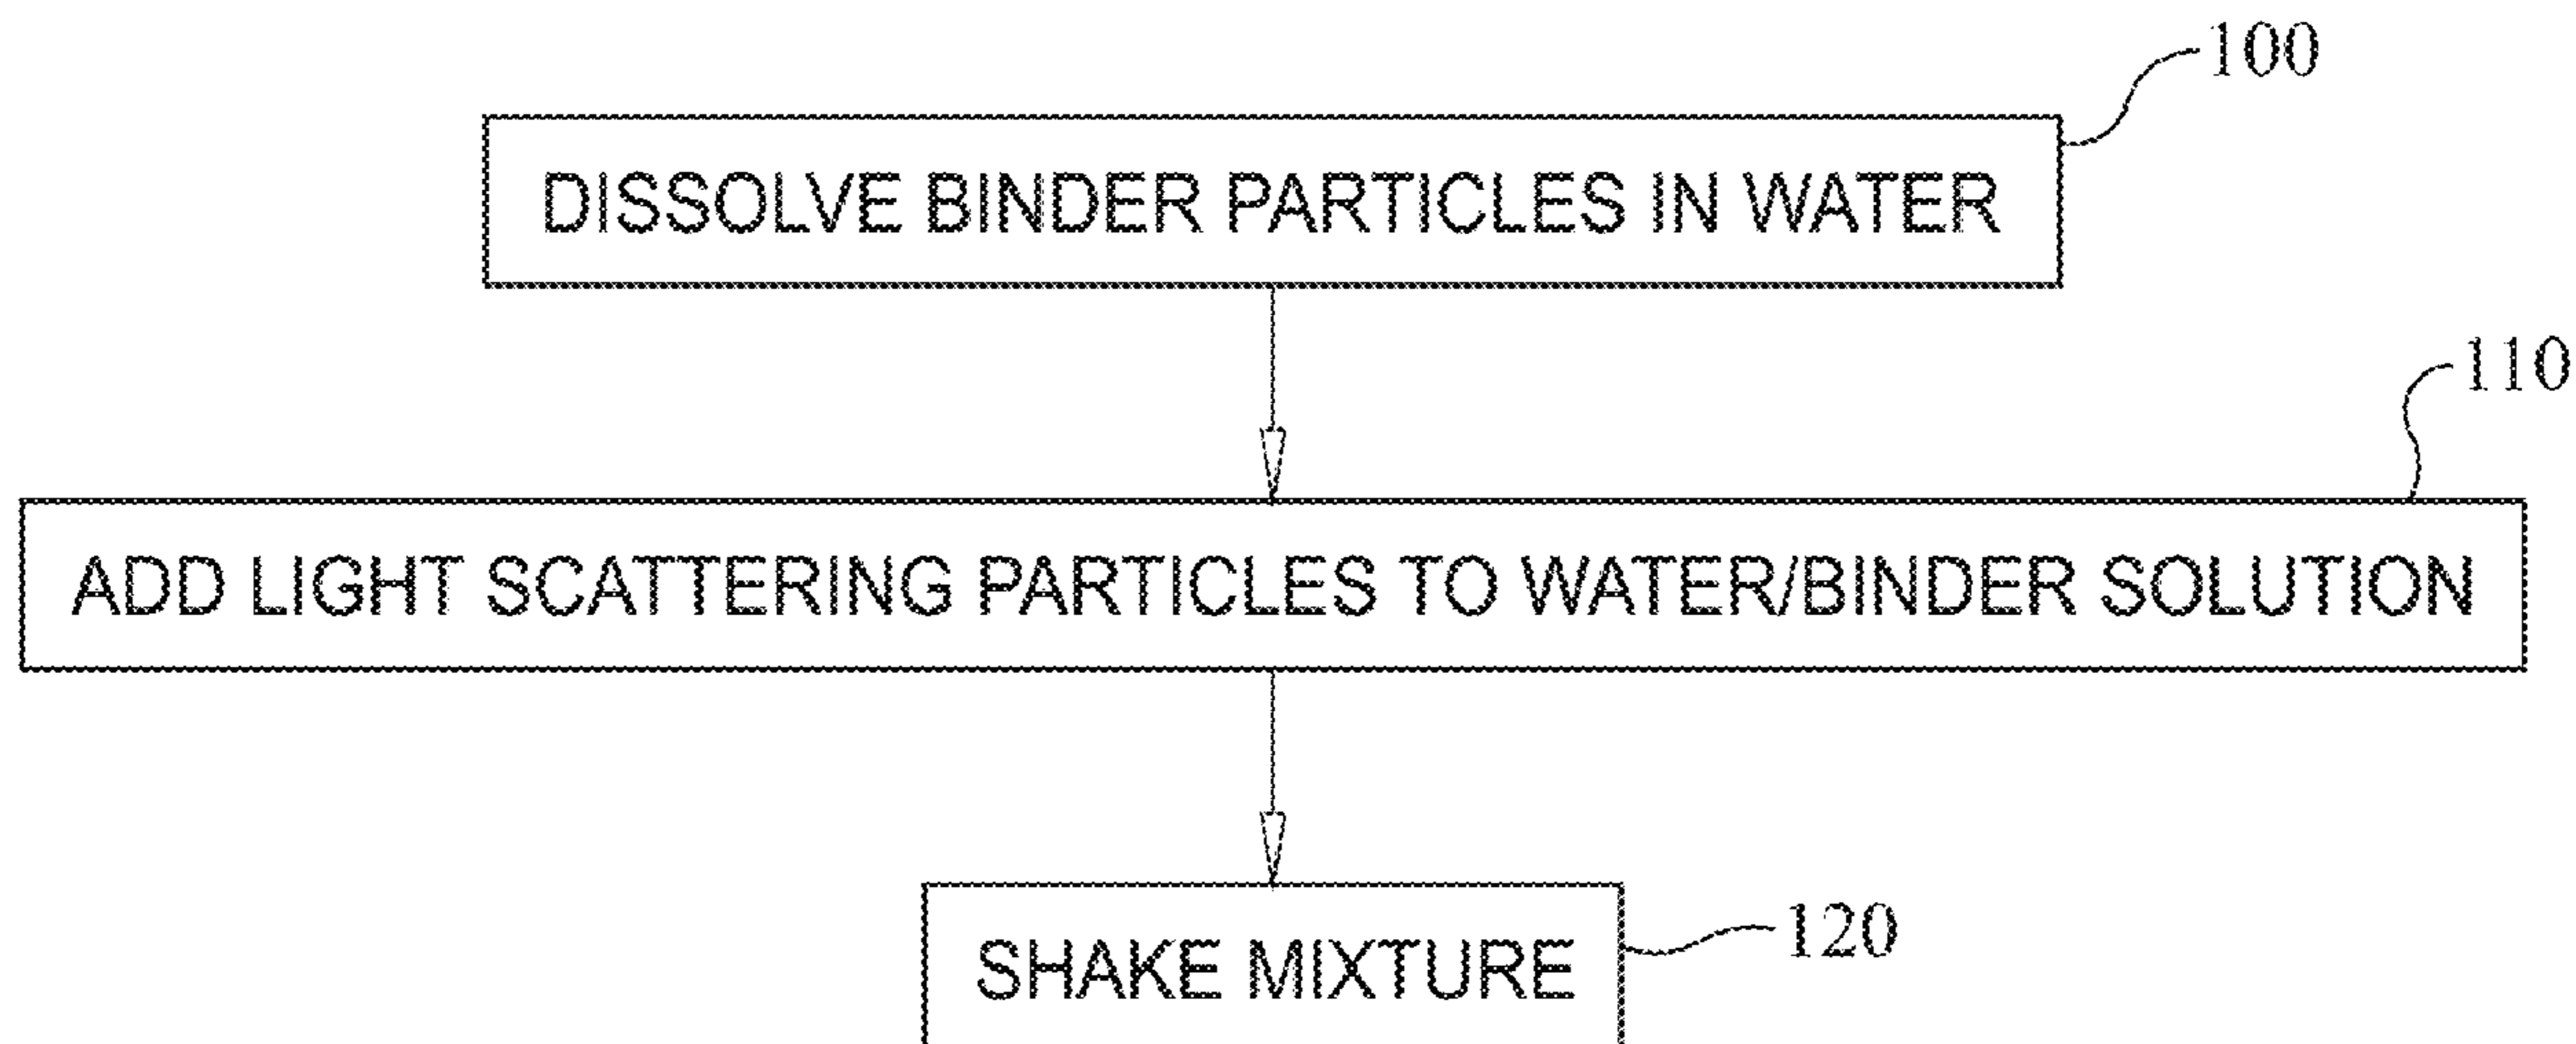 100
DISSOLVE BINDER PARTICLES IN WATER
110
ADD LIGHT SCATTERING PARTICLES TO WATER/BINDER SOLUTION
120
SHAKE MIXTURE